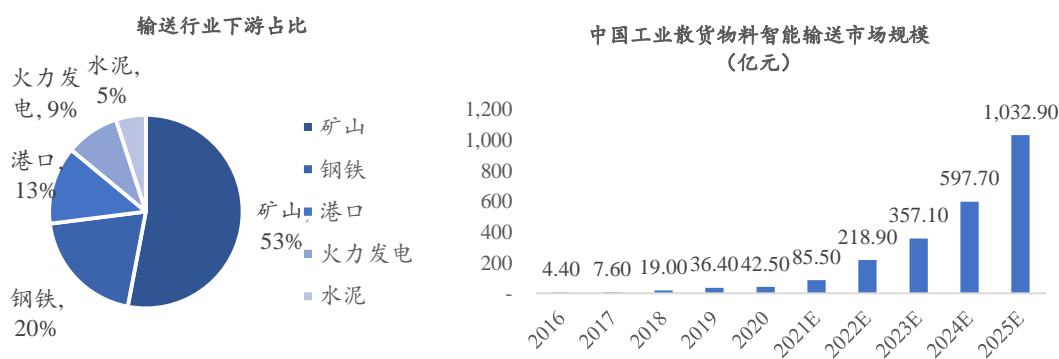 输送行业下游占比
水泥,
5%
火力发
电, 9%
港口,
13%
钢铁,
20%
矿山,
53%
矿山
钢铁
港口
火力发电
水泥
中国工业散货物料智能输送市场规模
（亿元）
1,200
1,000
800
600
400
200
-
4.40
7.60
19.00
36.40
42.50
85.50
218.90
357.10
597.70
1,032.90
2016
2017
2018
2019
2020
2021E
2022E
2023E
2024E
2025E